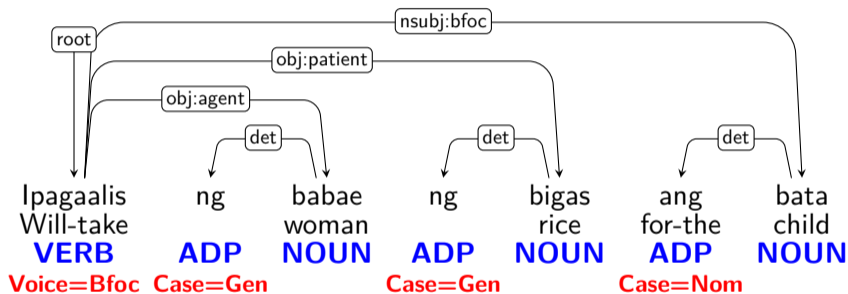 nsubj:bfoc
root
obj:patient
obj:agent
det det det
Ipagaalis ng babae ng bigas ang bata
Will-take woman rice for-the child
VERB ADP NOUN ADP NOUN ADP NOUN
Voice=Bfoc Case=Gen Case=Gen Case=Nom